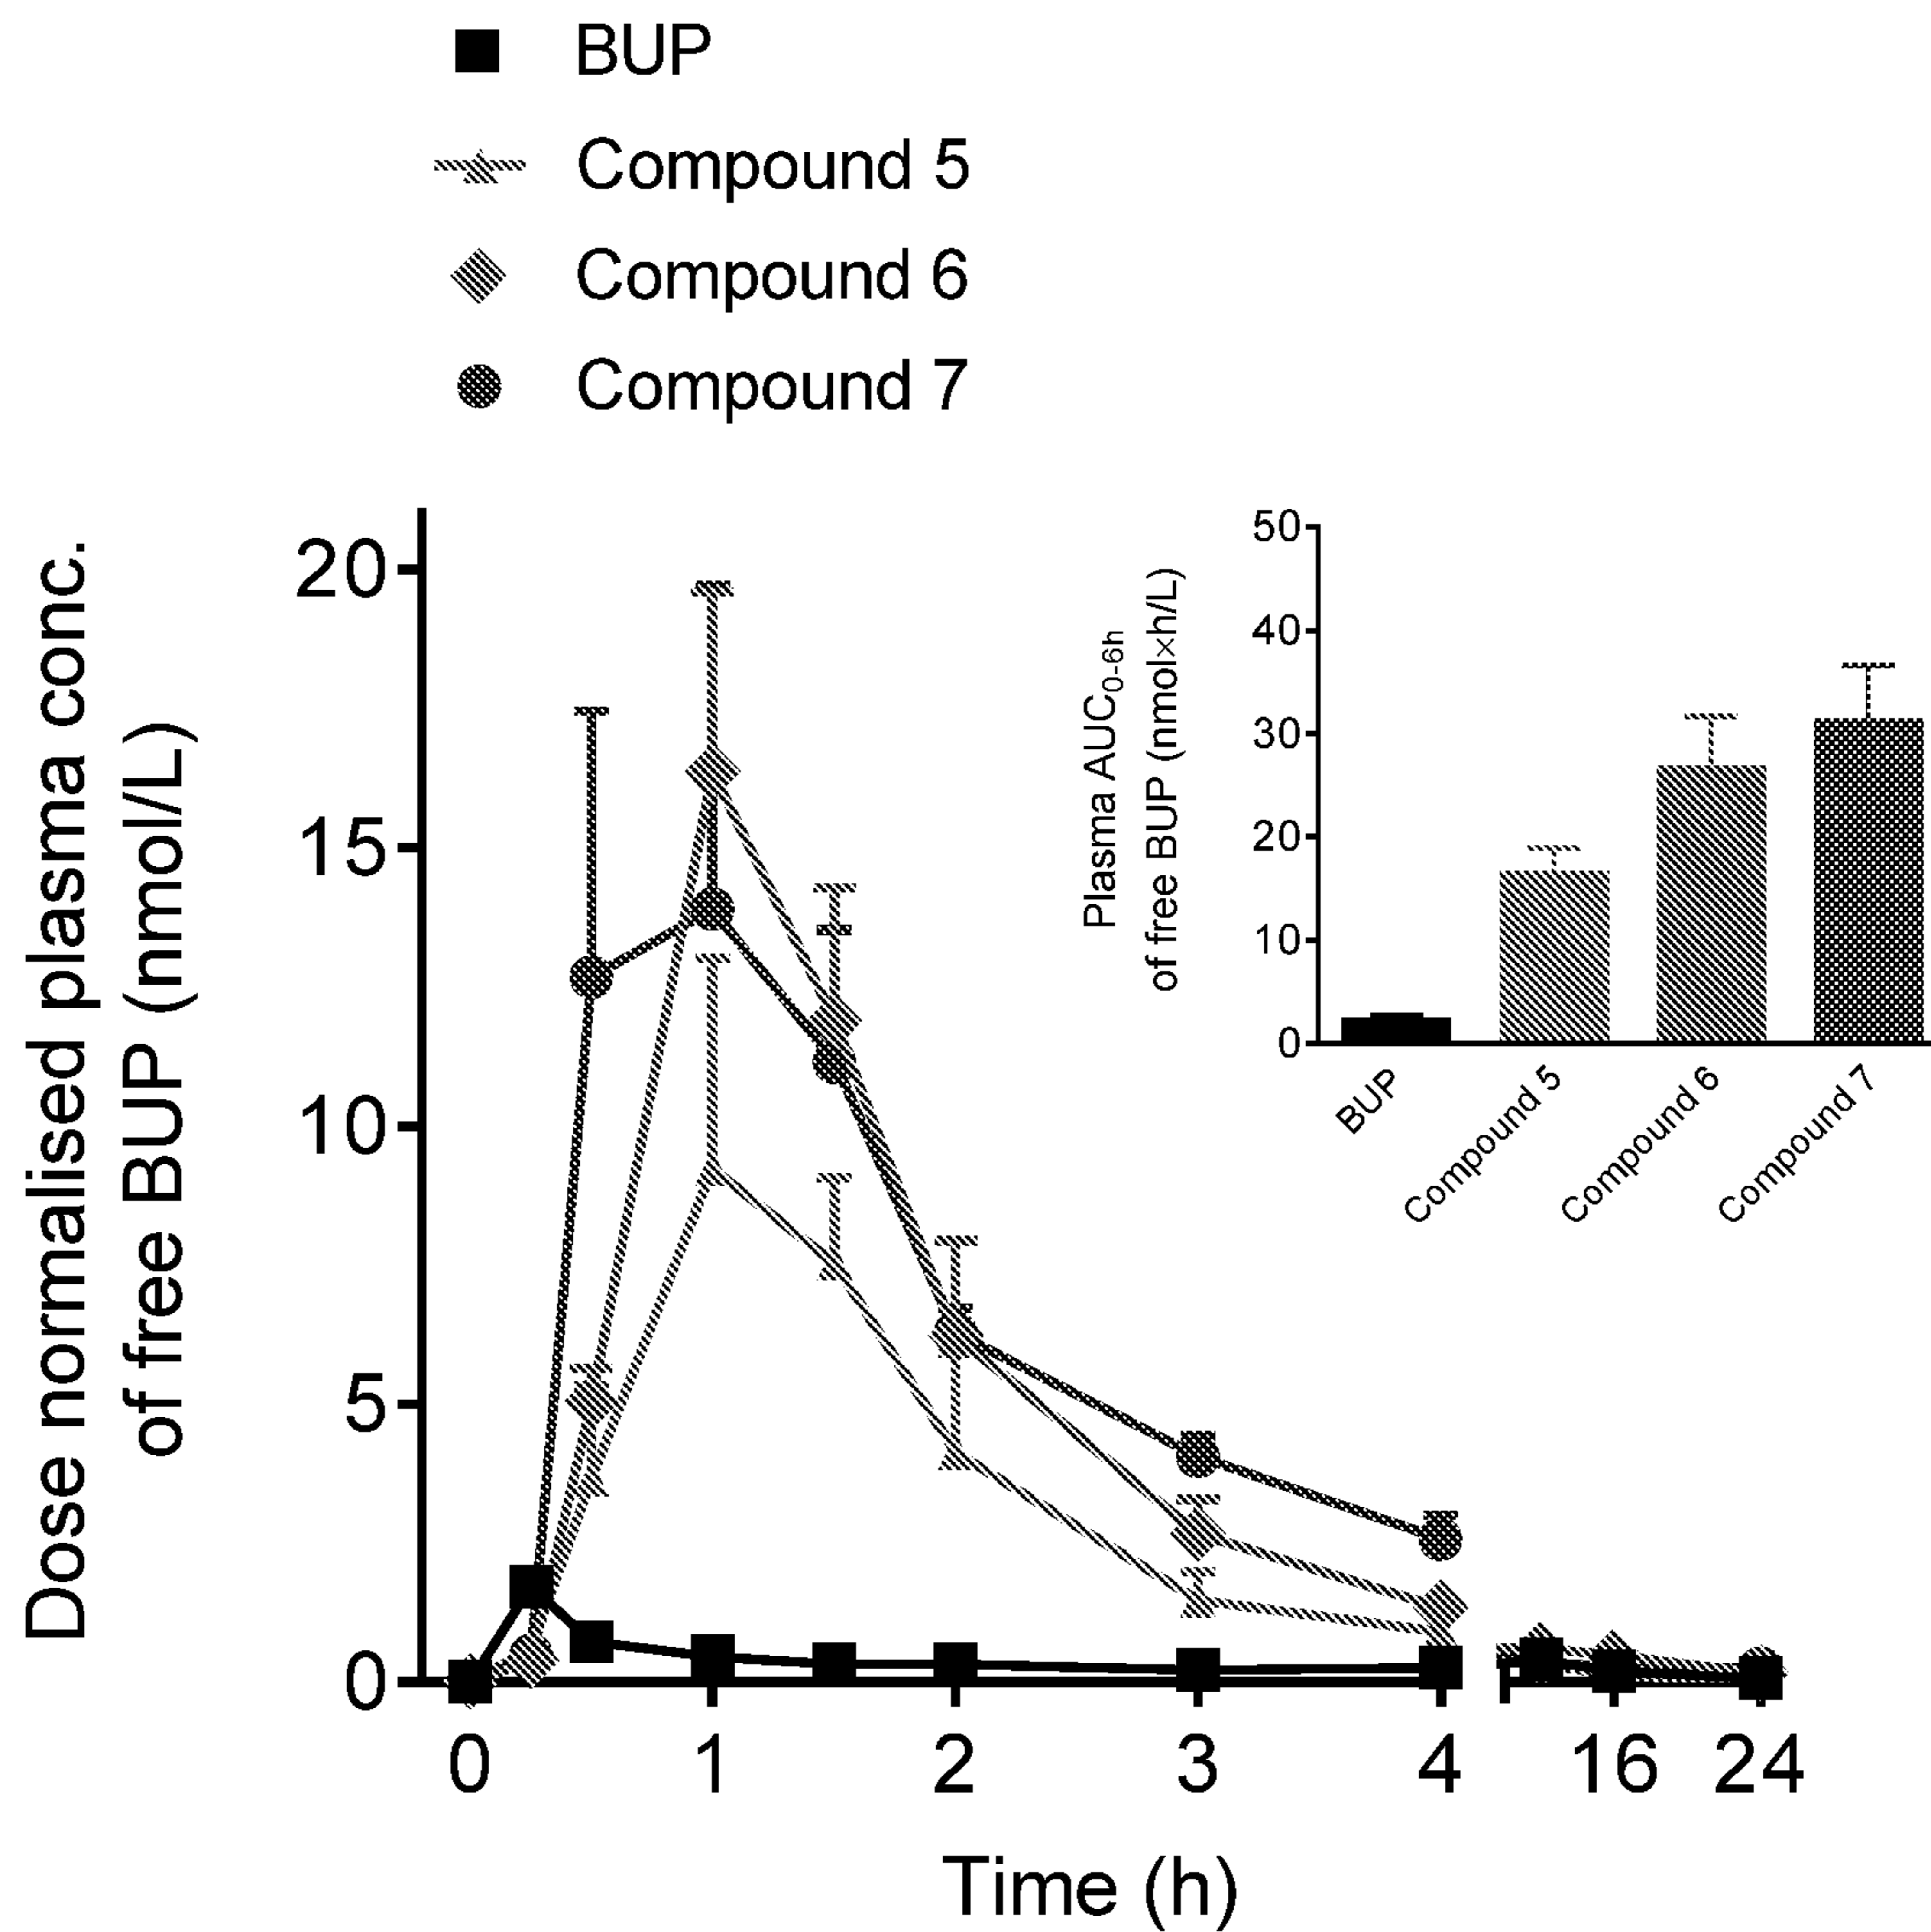 BUP
Compound 5
Compound 6
Compound 7
Dose normalised plasma conc.
of free BUP (nmol/L)
20
15
10
5
0
0
1
2
3
4
16
24
Time (h)
Plasma AUC0-6h
of free BUP (nmol×h/L)
50
40
30
20
10
0
BUP
Compound 5
Compound 6
Compound 7